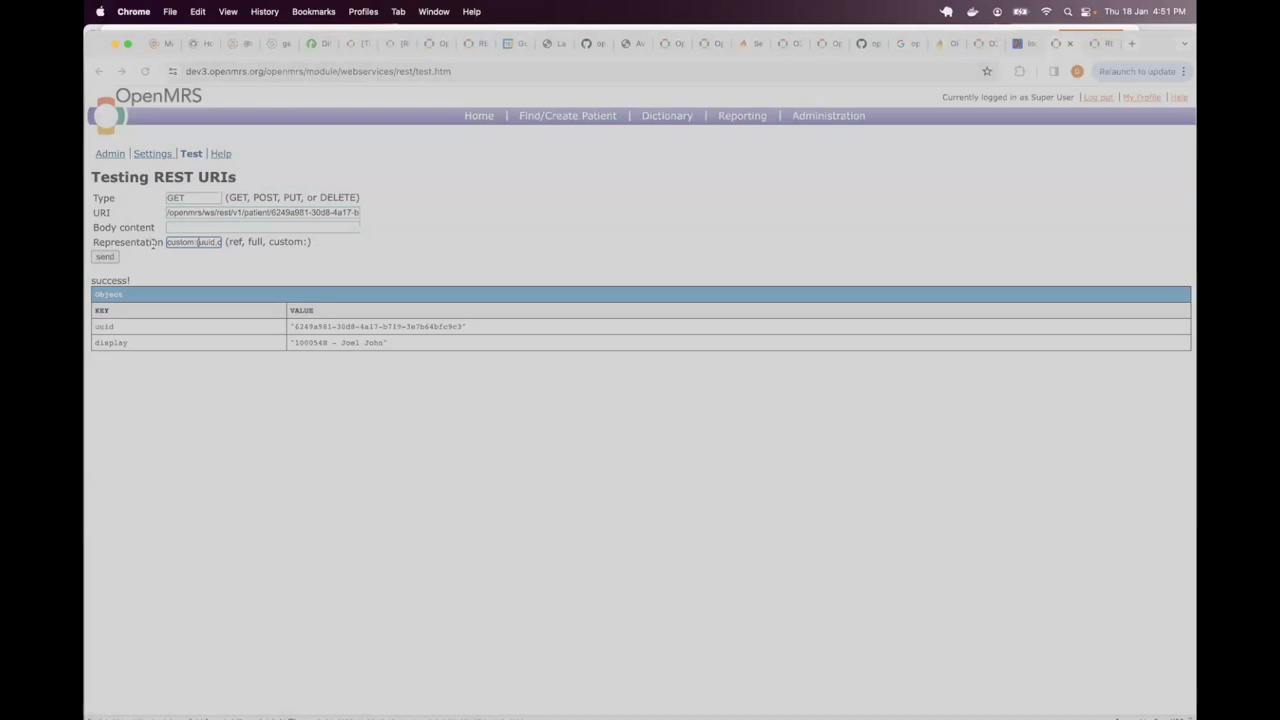 Chrome File Edit View History Bookmarks Profiles Tab Window Help Thu 18 Jan 4:51 PM
dev3.openmrs.org/openmrs/module/webservices/rest/test.htm Relaunch to update
OpenMRS Currently logged in as Super User | Log out | My Profile | Help
Home | Find/Create Patient | Dictionary | Reporting | Administration
Admin | Settings | Test | Help
Testing REST URIs
Type GET (GET, POST, PUT, or DELETE)
URI /openmrs/ws/rest/v1/patient/6249a981-30d8-4a17-b
Body content
Representation custom:(uuid,d (ref, full, custom:)
send
success!
Object
KEY VALUE
uuid "6249a981-30d8-4a17-b719-3e7b64bfc9c3"
display "100054H - Joel John"